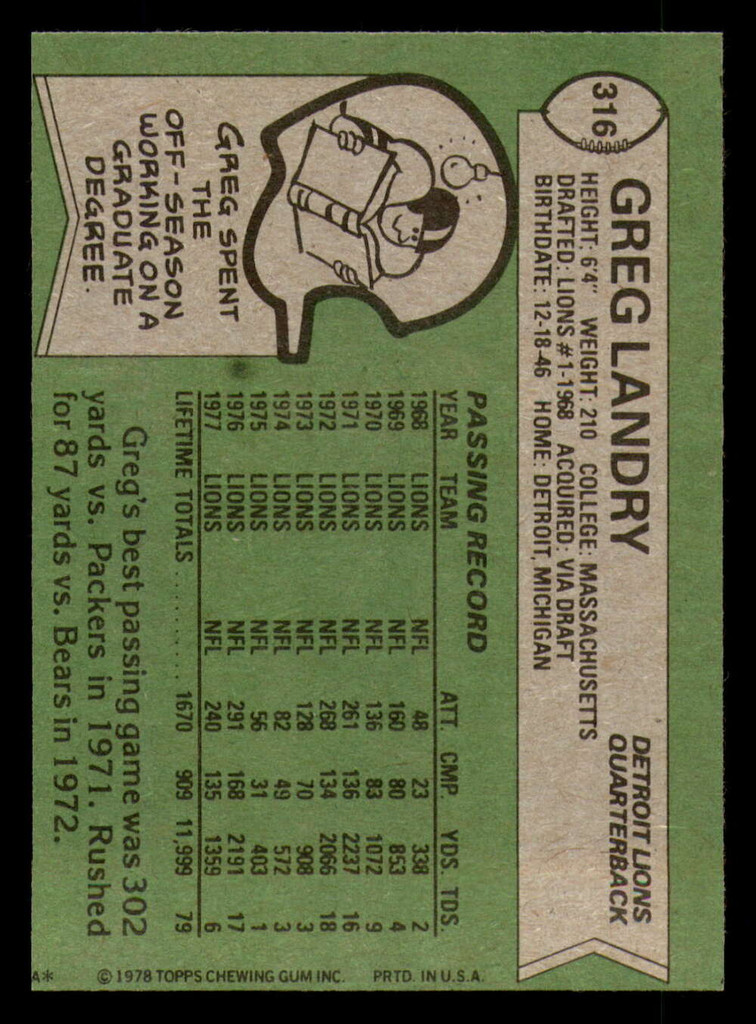 316
GREG LANDRY
DETROIT LIONS
QUARTERBACK
HEIGHT: 6'4" WEIGHT: 210 COLLEGE: MASSACHUSETTS
DRAFTED: LIONS #1-1968 ACQUIRED: VIA DRAFT
BIRTHDATE: 12-18-46 HOME: DETROIT, MICHIGAN
GREG SPENT
THE
OFF-SEASON
WORKING ON A
GRADUATE
DEGREE.
PASSING RECORD
YEAR TEAM ATT. CMP. YDS. TDS.
1968 LIONS NFL 48 23 338 2
1969 LIONS NFL 160 80 853 4
1970 LIONS NFL 136 83 1072 9
1971 LIONS NFL 261 136 2237 16
1972 LIONS NFL 268 134 2066 18
1973 LIONS NFL 128 70 908 3
1974 LIONS NFL 82 49 572 3
1975 LIONS NFL 56 31 403 1
1976 LIONS NFL 291 168 2191 17
1977 LIONS NFL 240 135 1359 6
LIFETIME TOTALS .......... 1670 909 11,999 79
Greg's best passing game was 302
yards vs. Packers in 1971. Rushed
for 87 yards vs. Bears in 1972.
© 1978 TOPPS CHEWING GUM INC. PRTD. IN U.S.A.
A*